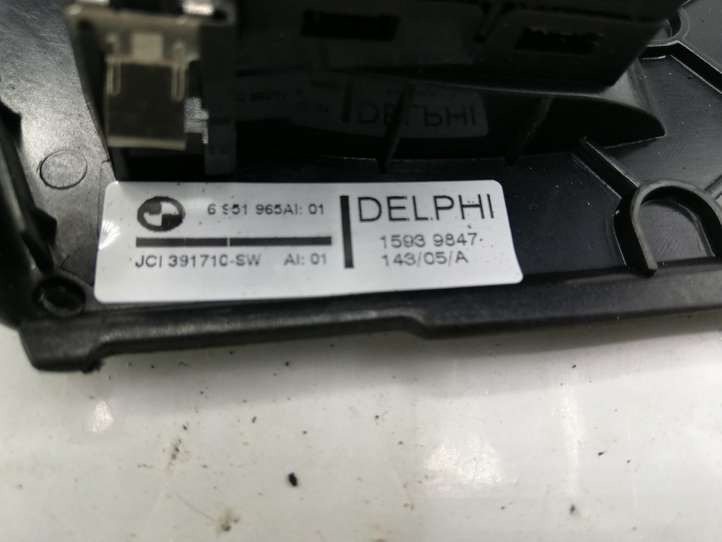 6 951 965AI: 01
JCI 391710-SW AI: 01
DELPHI
1593 9847-
143/05/A
DELPHI